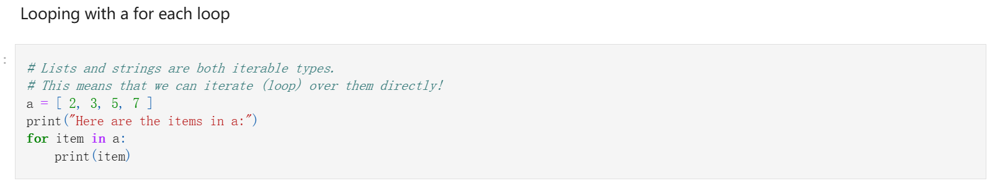 Looping with a for each loop
:
# Lists and strings are both iterable types.
# This means that we can iterate (loop) over them directly!
a = [ 2, 3, 5, 7 ]
print("Here are the items in a:")
for item in a:
    print(item)